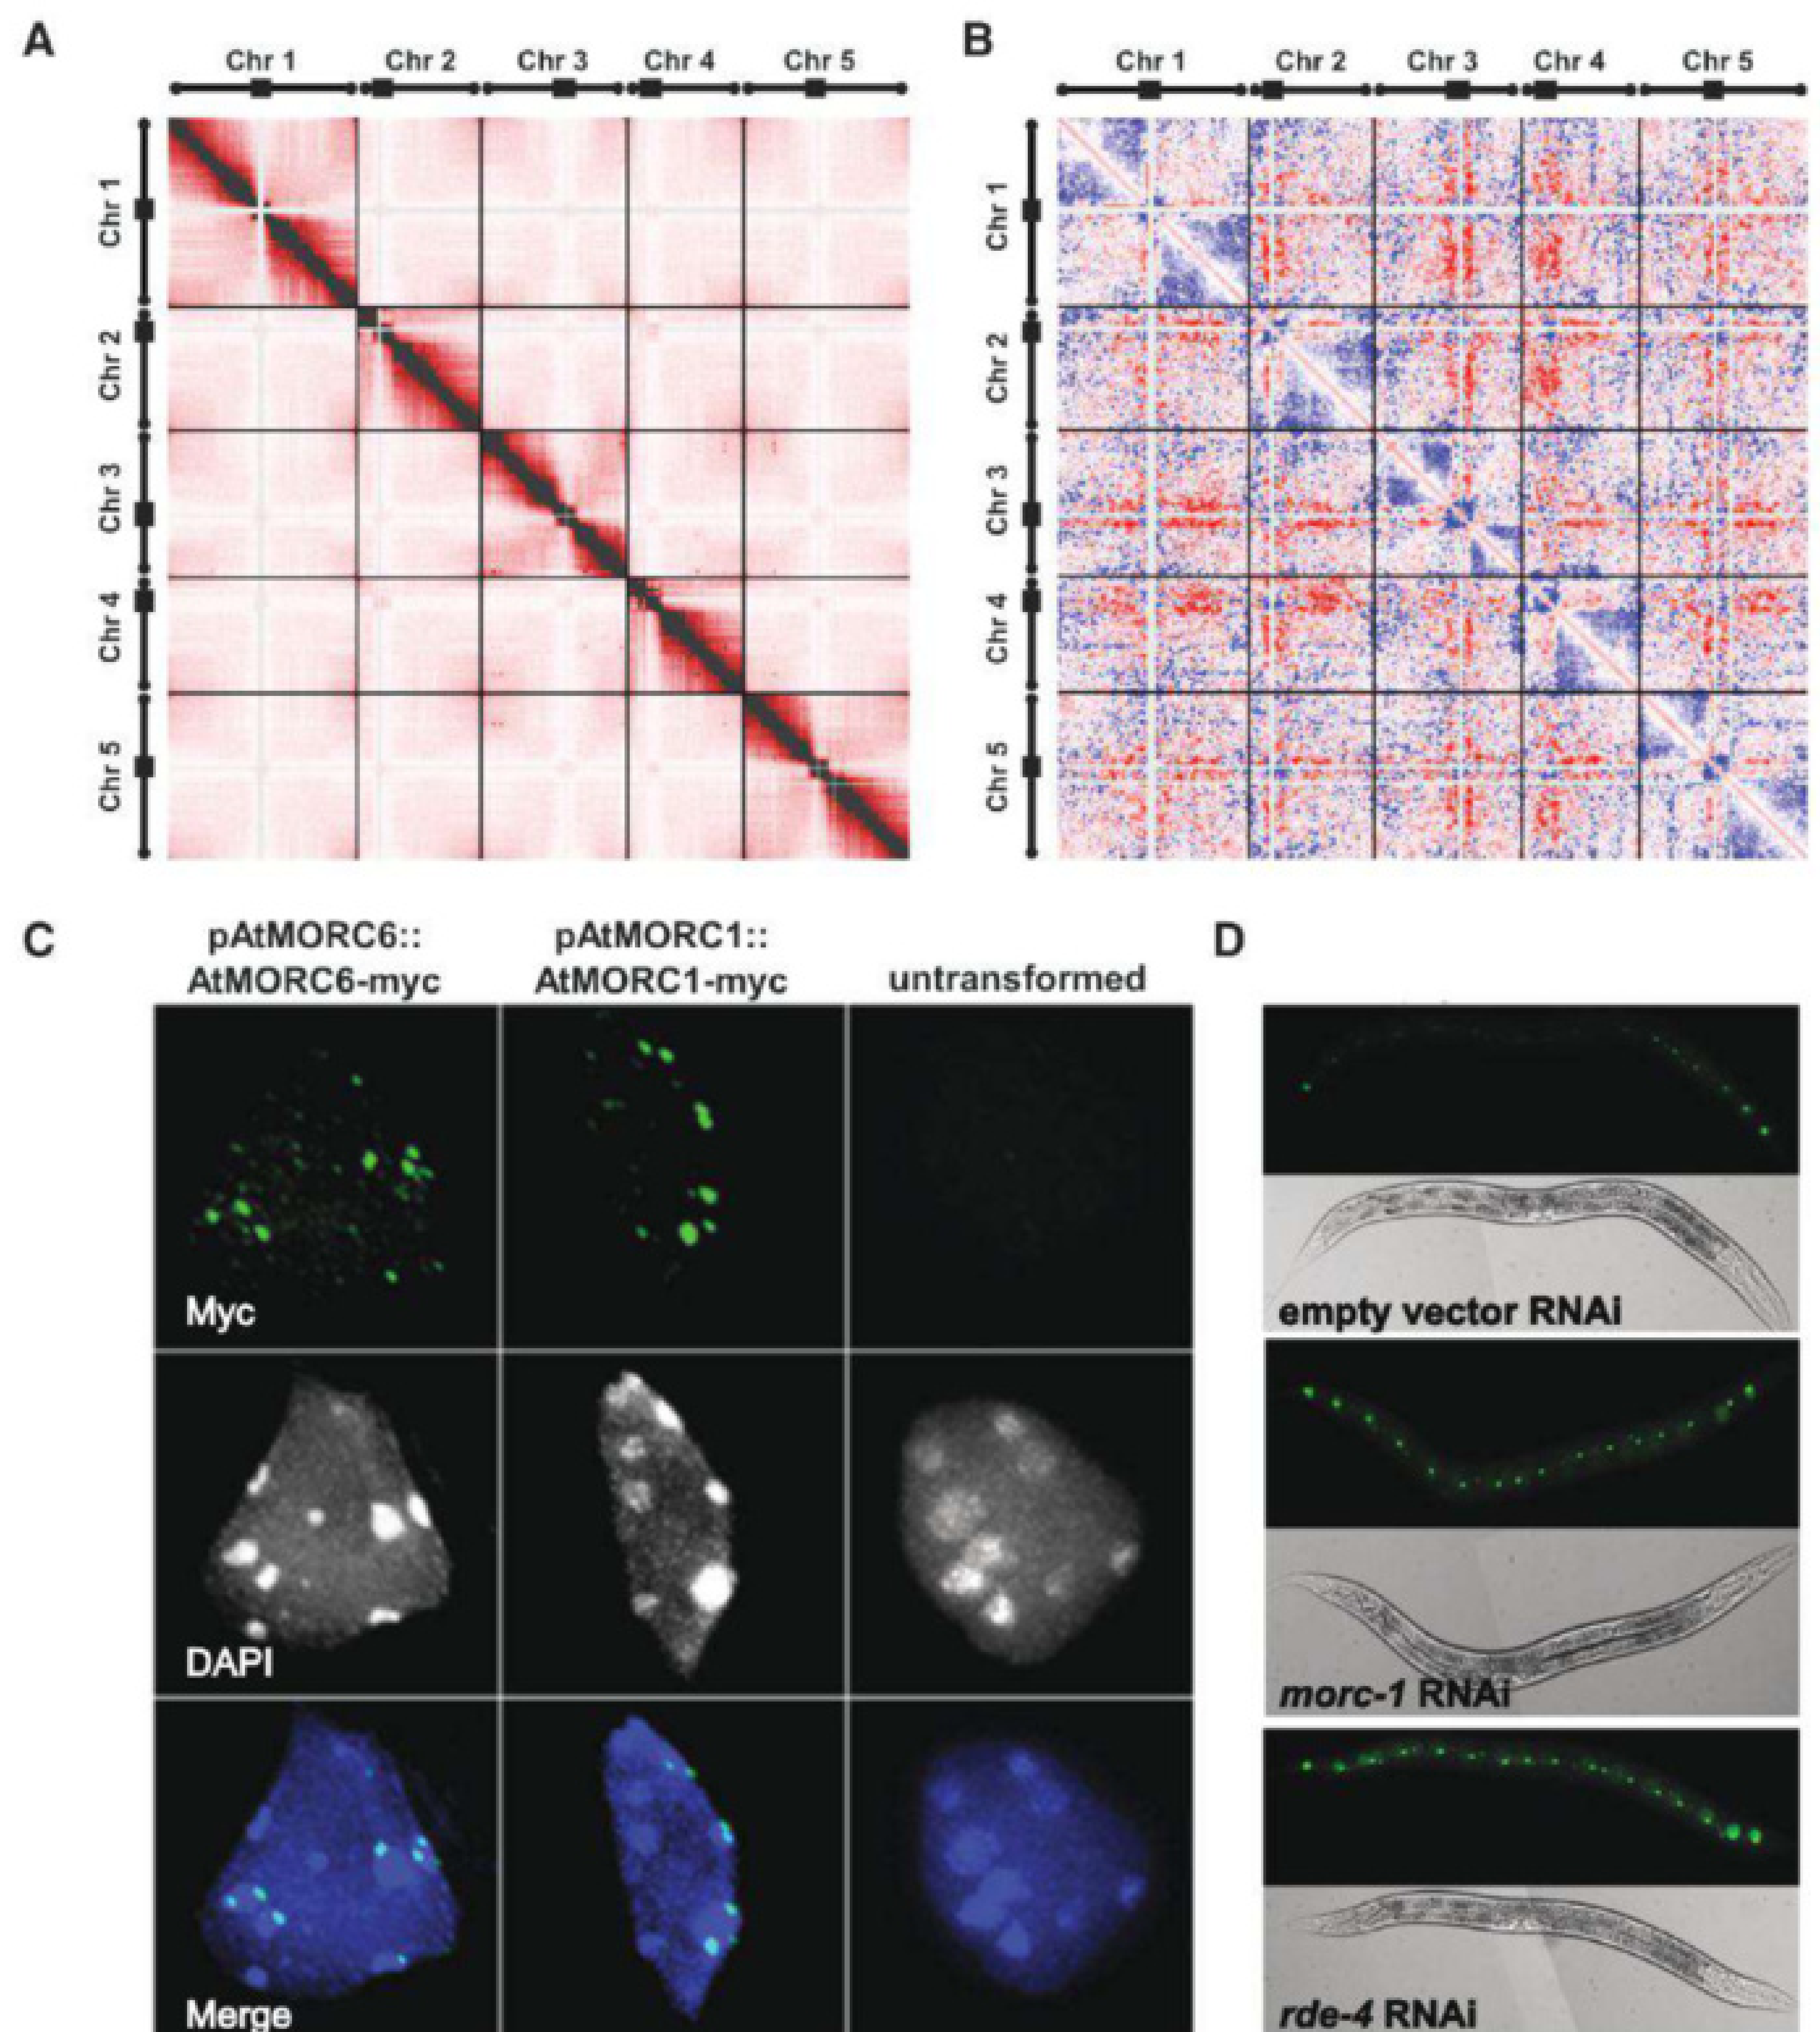 A
Chr 1 Chr 2 Chr 3 Chr 4 Chr 5
Chr 1
Chr 2
Chr 3
Chr 4
Chr 5
B
Chr 1 Chr 2 Chr 3 Chr 4 Chr 5
Chr 1
Chr 2
Chr 3
Chr 4
Chr 5
C
pAtMORC6::
AtMORC6-myc
pAtMORC1::
AtMORC1-myc
untransformed
Myc
DAPI
Merge
D
empty vector RNAi
morc-1 RNAi
rde-4 RNAi